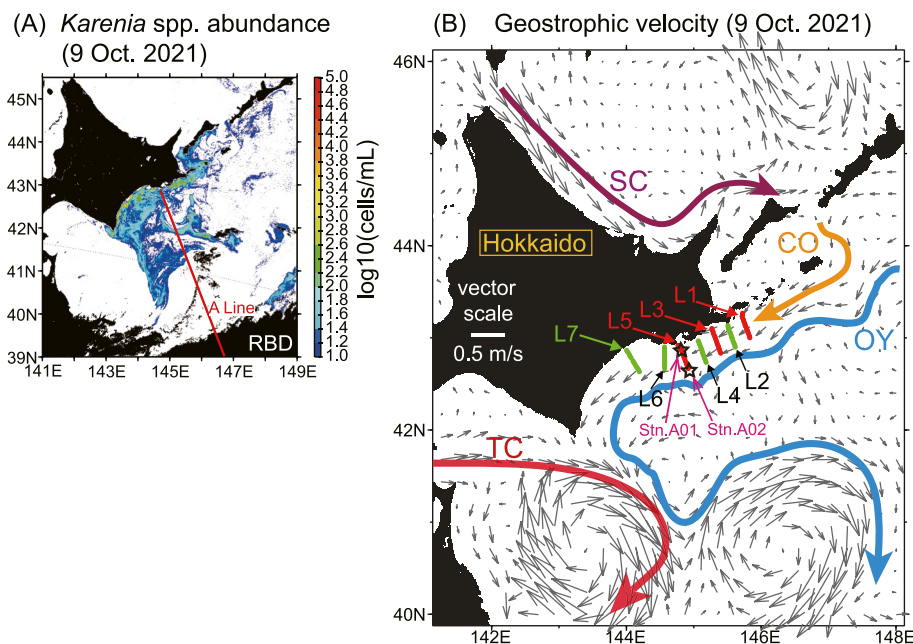 (A) Karenia spp. abundance
(9 Oct. 2021)
45N
44N
43N
42N
41N
40N
39N
141E
143E
145E
147E
149E
A Line
RBD
5.0
4.8
4.6
4.4
4.2
4.0
3.8
3.6
3.4
3.2
3.0
2.8
2.6
2.4
2.2
2.0
1.8
1.6
1.4
1.2
1.0
log10(cells/mL)
(B) Geostrophic velocity (9 Oct. 2021)
46N
44N
42N
40N
142E
144E
146E
148E
SC
Hokkaido
CO
OY
vector
scale
0.5 m/s
L1
L3
L5
L7
L6
L4
L2
Stn.A01
Stn.A02
TC